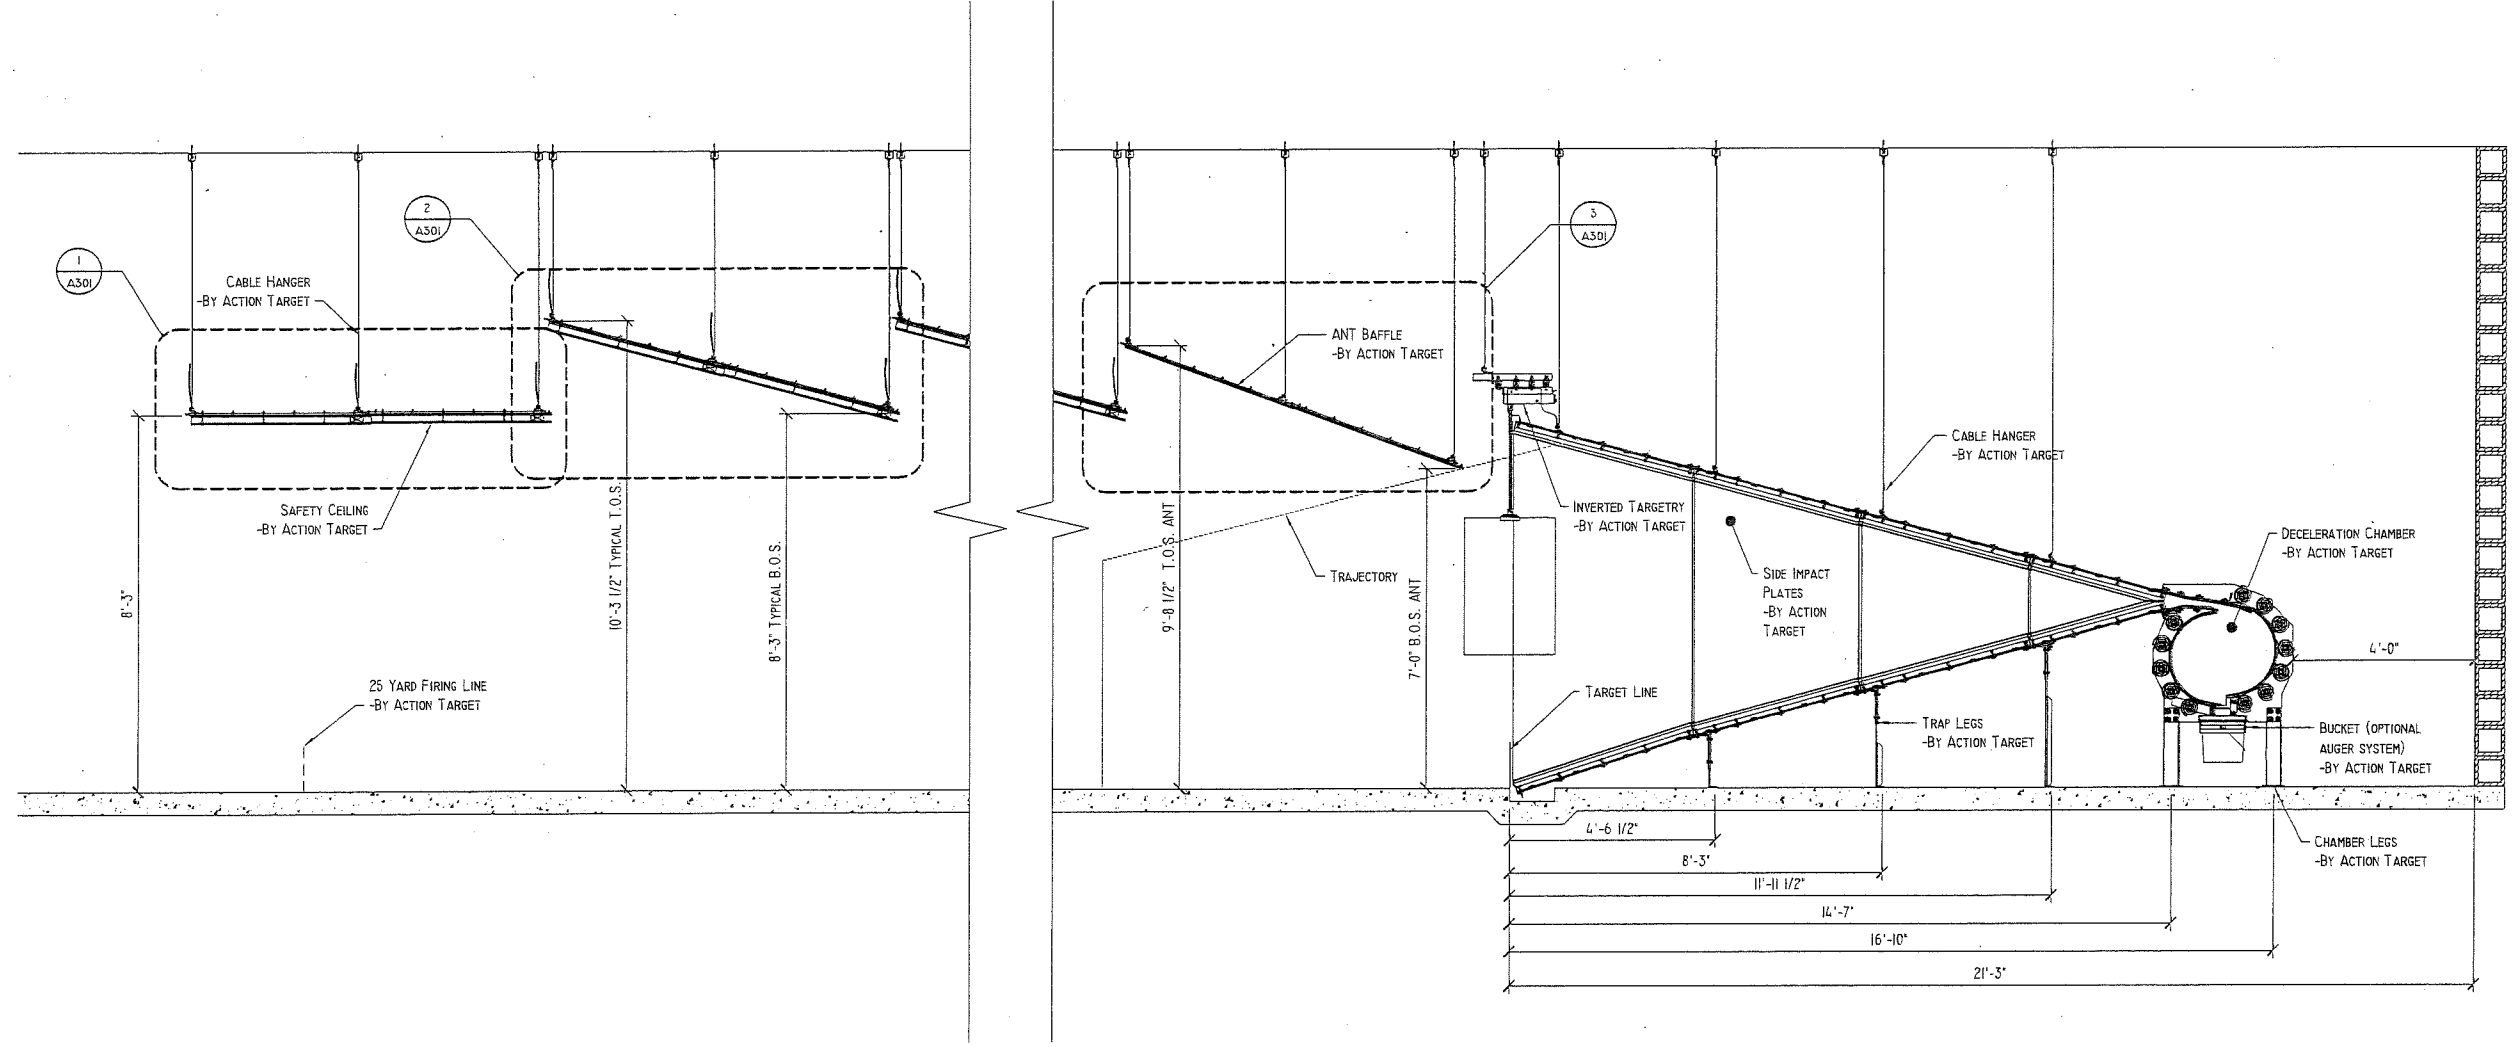 1
A301
2
A301
3
A301
CABLE HANGER
-BY ACTION TARGET
SAFETY CEILING
-BY ACTION TARGET
8'-3"
25 YARD FIRING LINE
-BY ACTION TARGET
10'-3 1/2" TYPICAL T.O.S.
8'-3" TYPICAL B.O.S.
ANT BAFFLE
-BY ACTION TARGET
9'-8 1/2" T.O.S. ANT
TRAJECTORY
7'-0" B.O.S. ANT
INVERTED TARGETRY
-BY ACTION TARGET
CABLE HANGER
-BY ACTION TARGET
SIDE IMPACT
PLATES
-BY ACTION
TARGET
DECELERATION CHAMBER
-BY ACTION TARGET
4'-0"
TARGET LINE
TRAP LEGS
-BY ACTION TARGET
BUCKET (OPTIONAL
AUGER SYSTEM)
-BY ACTION TARGET
CHAMBER LEGS
-BY ACTION TARGET
4'-6 1/2"
8'-3"
11'-11 1/2"
14'-7"
16'-10"
21'-3"